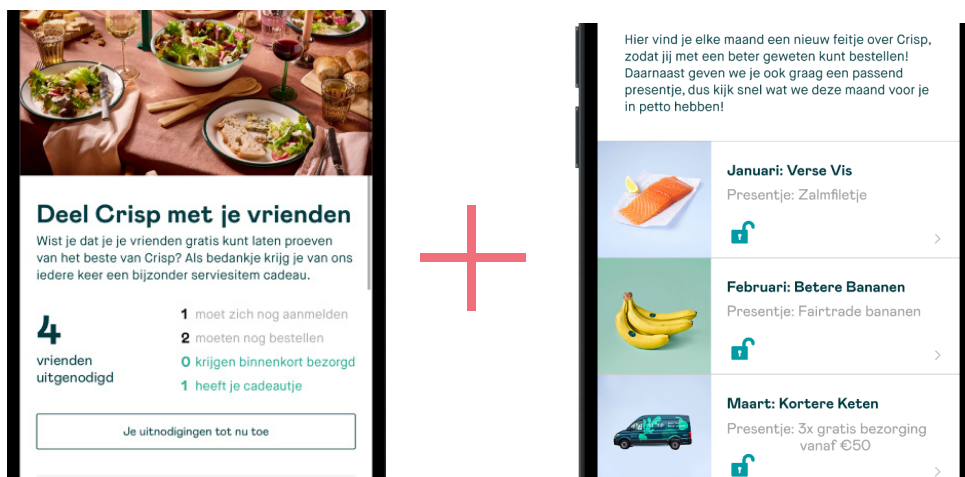 Deel Crisp met je vrienden
Wist je dat je je vrienden gratis kunt laten proeven
van het beste van Crisp? Als bedankje krijg je van ons
iedere keer een bijzonder serviesitem cadeau.
4
vrienden
uitgenodigd
1 moet zich nog aanmelden
2 moeten nog bestellen
0 krijgen binnenkort bezorgd
1 heeft je cadeautje
Je uitnodigingen tot nu toe
Hier vind je elke maand een nieuw feitje over Crisp,
zodat jij met een beter geweten kunt bestellen!
Daarnaast geven we je ook graag een passend
presentje, dus kijk snel wat we deze maand voor je
in petto hebben!
Januari: Verse Vis
Presentje: Zalmfiletje
Februari: Betere Bananen
Presentje: Fairtrade bananen
Maart: Kortere Keten
Presentje: 3x gratis bezorging
vanaf €50